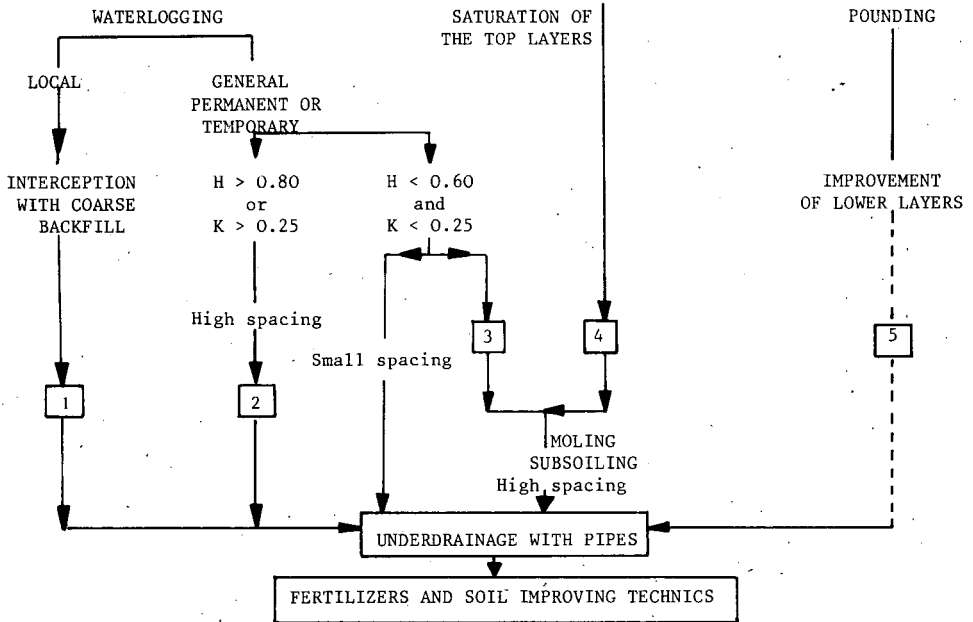 WATERLOGGING
SATURATION OF
THE TOP LAYERS
POUNDING
LOCAL
GENERAL
PERMANENT OR
TEMPORARY
INTERCEPTION
WITH COARSE
BACKFILL
H > 0.80
or
K > 0.25
H < 0.60
and
K < 0.25
IMPROVEMENT
OF LOWER LAYERS
High spacing
Small spacing
3
4
5
1
2
MOLING
SUBSOILING
High spacing
UNDERDRAINAGE WITH PIPES
FERTILIZERS AND SOIL IMPROVING TECHNICS